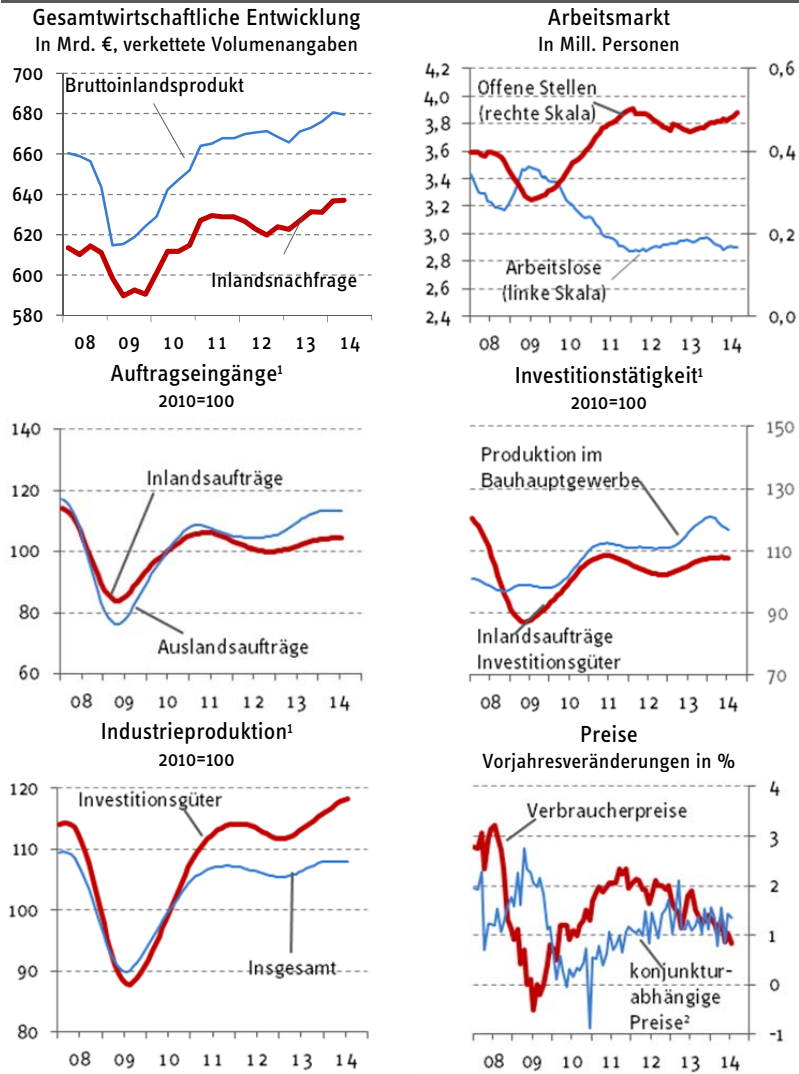 Gesamtwirtschaftliche Entwicklung
In Mrd. €, verkettete Volumenangaben
700
680
660
640
620
600
580
Bruttoinlandsprodukt
Inlandsnachfrage
08 09 10 11 12 13 14
Arbeitsmarkt
In Mill. Personen
4,2
4,0
3,8
3,6
3,4
3,2
3,0
2,8
2,6
2,4
0,6
0,4
0,2
0,0
Offene Stellen
(rechte Skala)
Arbeitslose
(linke Skala)
08 09 10 11 12 13 14
Auftragseingänge¹
2010=100
140
120
100
80
60
Inlandsaufträge
Auslandsaufträge
08 09 10 11 12 13 14
Investitionstätigkeit¹
2010=100
150
130
110
90
70
Produktion im
Bauhauptgewerbe
Inlandsaufträge
Investitionsgüter
08 09 10 11 12 13 14
Industrieproduktion¹
2010=100
120
110
100
90
80
Investitionsgüter
Insgesamt
08 09 10 11 12 13 14
Preise
Vorjahresveränderungen in %
4
3
2
1
0
-1
Verbraucherpreise
konjunktur-
abhängige
Preise²
08 09 10 11 12 13 14